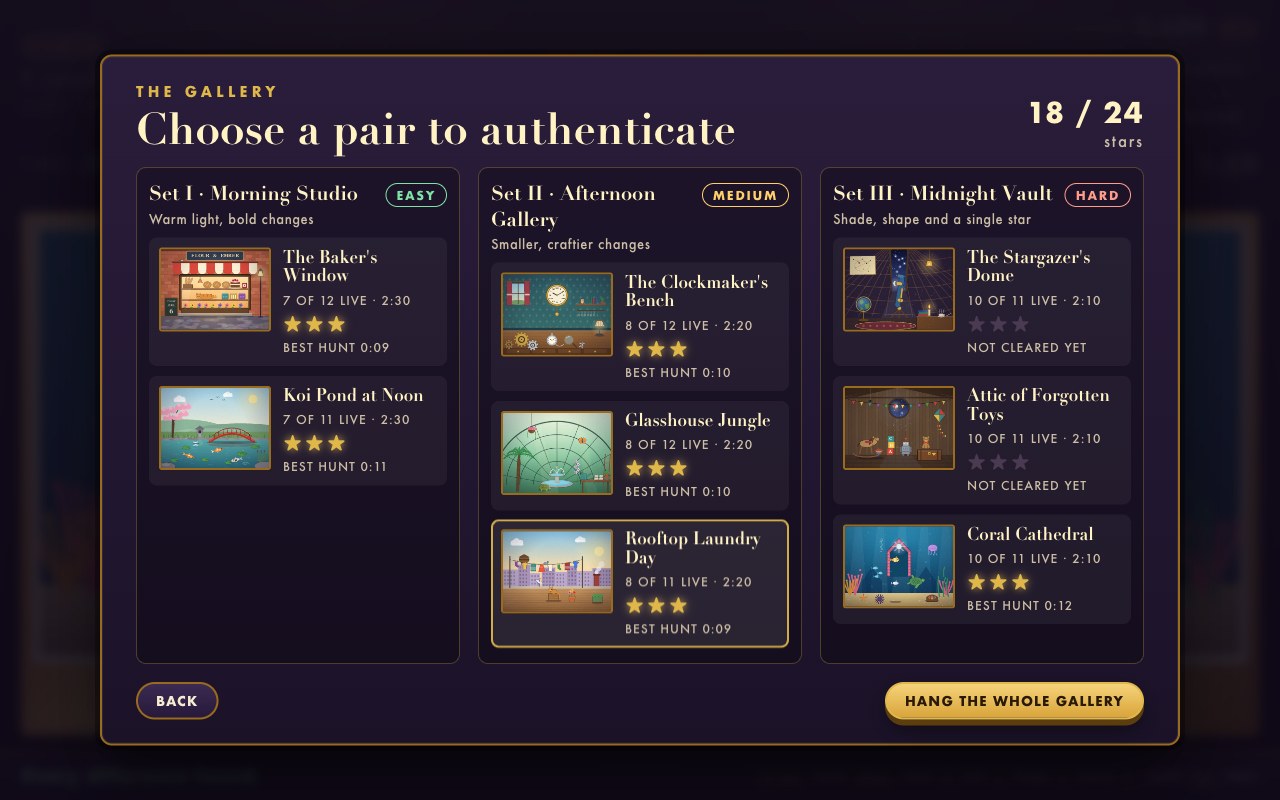 THE GALLERY
Choose a pair to authenticate
18 / 24
stars
Set I · Morning Studio
EASY
Warm light, bold changes
The Baker's
Window
7 OF 12 LIVE · 2:30
BEST HUNT 0:09
Koi Pond at Noon
7 OF 11 LIVE · 2:30
BEST HUNT 0:11
Set II · Afternoon
Gallery
MEDIUM
Smaller, craftier changes
The Clockmaker's
Bench
8 OF 12 LIVE · 2:20
BEST HUNT 0:10
Glasshouse Jungle
8 OF 12 LIVE · 2:20
BEST HUNT 0:10
Rooftop Laundry
Day
8 OF 11 LIVE · 2:20
BEST HUNT 0:09
Set III · Midnight Vault
HARD
Shade, shape and a single star
The Stargazer's
Dome
10 OF 11 LIVE · 2:10
NOT CLEARED YET
Attic of Forgotten
Toys
10 OF 11 LIVE · 2:10
NOT CLEARED YET
Coral Cathedral
10 OF 11 LIVE · 2:10
BEST HUNT 0:12
BACK
HANG THE WHOLE GALLERY